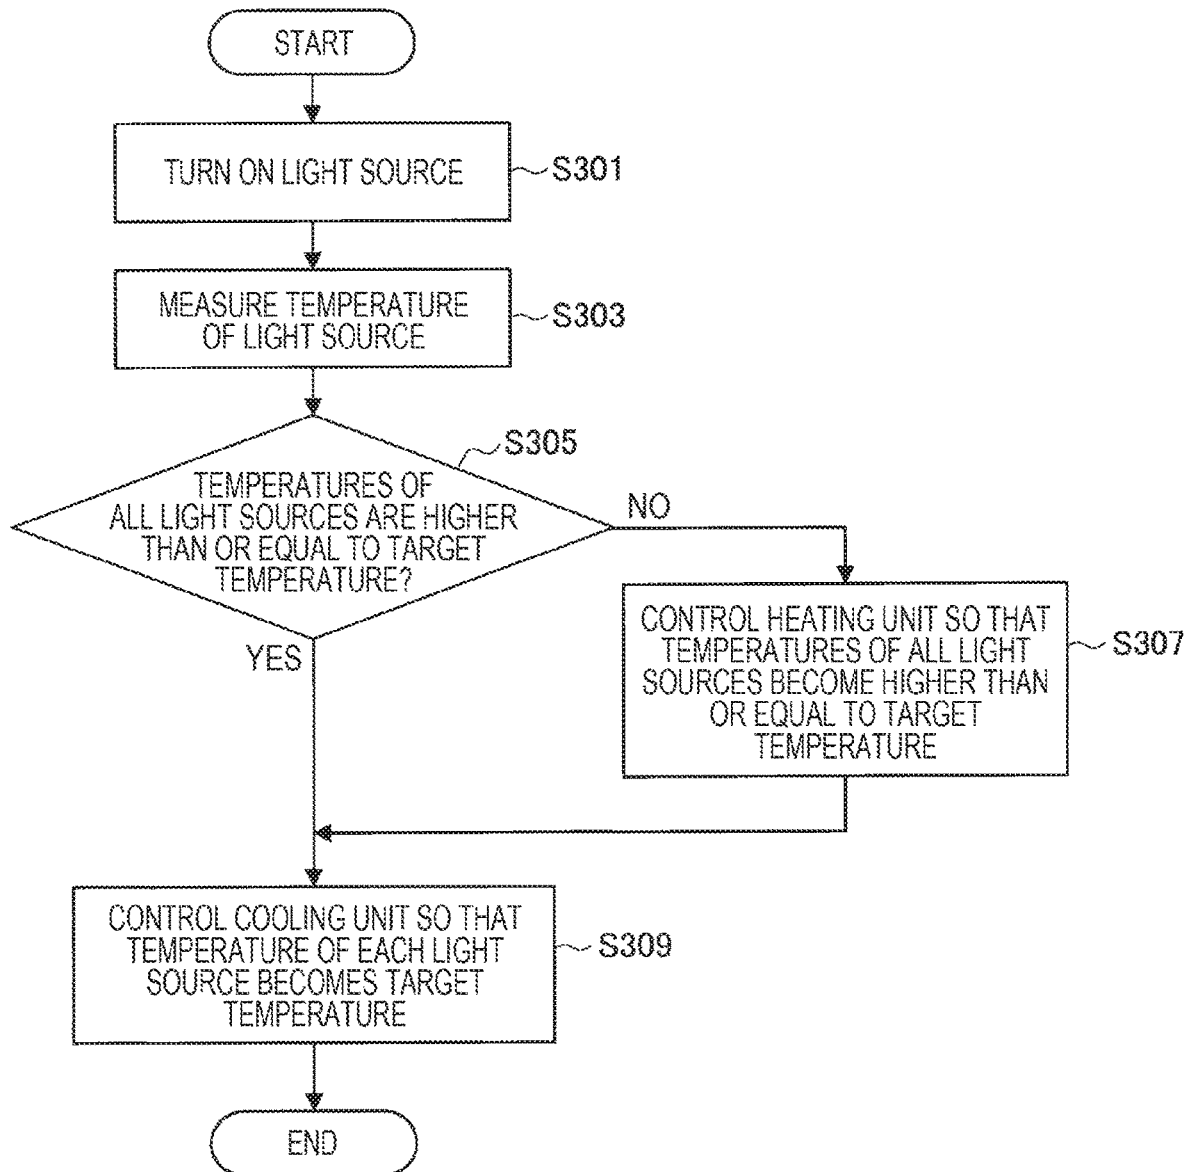 START
TURN ON LIGHT SOURCE
S301
MEASURE TEMPERATURE
OF LIGHT SOURCE
S303
S305
TEMPERATURES OF
ALL LIGHT SOURCES ARE HIGHER
THAN OR EQUAL TO TARGET
TEMPERATURE?
NO
YES
CONTROL HEATING UNIT SO THAT
TEMPERATURES OF ALL LIGHT
SOURCES BECOME HIGHER THAN
OR EQUAL TO TARGET
TEMPERATURE
S307
CONTROL COOLING UNIT SO THAT
TEMPERATURE OF EACH LIGHT
SOURCE BECOMES TARGET
TEMPERATURE
S309
END